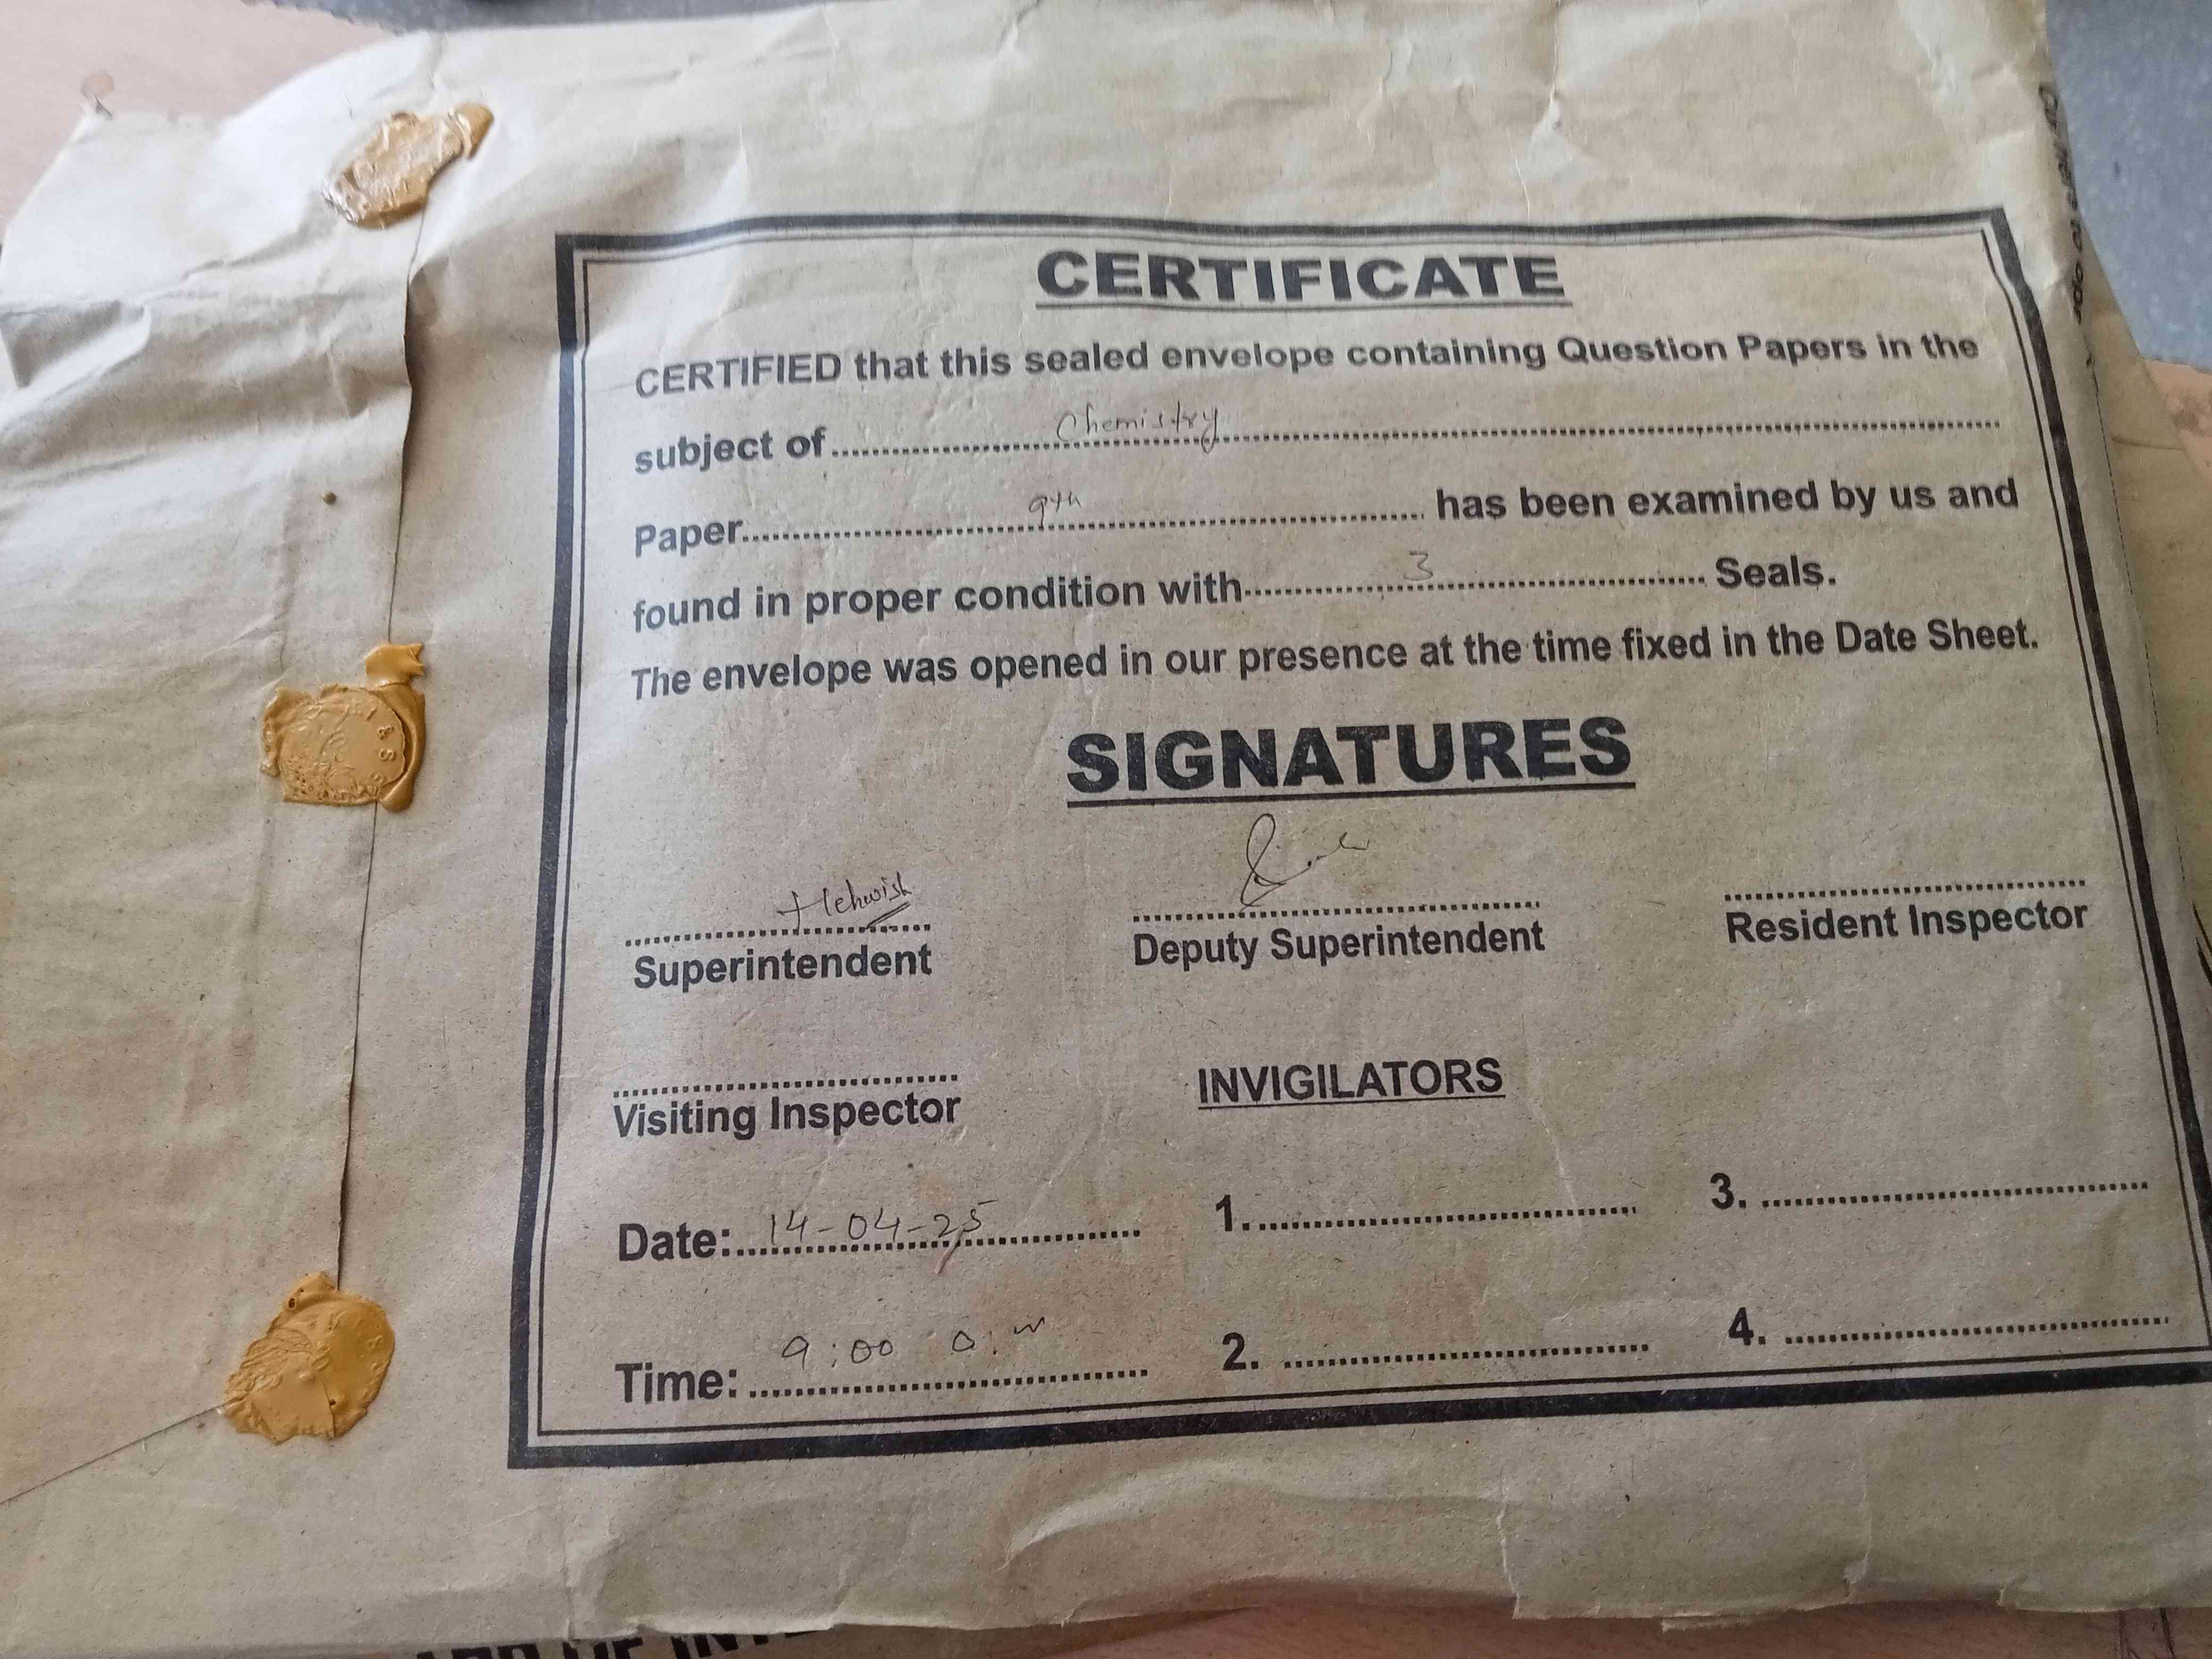 CERTIFICATE
CERTIFIED that this sealed envelope containing Question Papers in the
subject of Chemistry
Paper 9th has been examined by us and
found in proper condition with 3 Seals.
The envelope was opened in our presence at the time fixed in the Date Sheet.
SIGNATURES
Mehwish
Superintendent
Deputy Superintendent
Resident Inspector
Visiting Inspector
INVIGILATORS
Date: 14-04-25
1.
3.
Time: 9:00 a.m
2.
4.